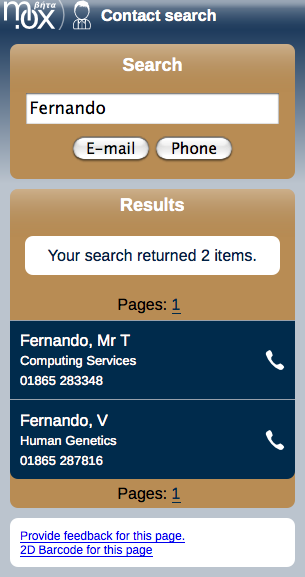 mox βήτα Contact search
Search
Fernando
E-mail Phone
Results
Your search returned 2 items.
Pages: 1
Fernando, Mr T
Computing Services
01865 283348
Fernando, V
Human Genetics
01865 287816
Pages: 1
Provide feedback for this page.
2D Barcode for this page